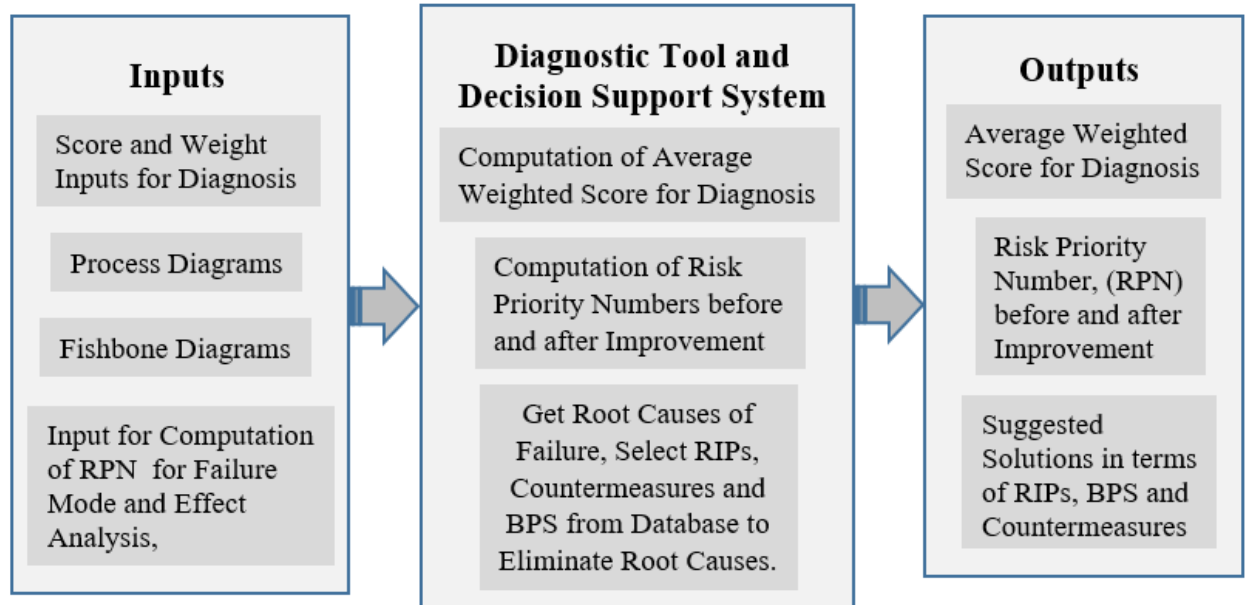 Inputs
Score and Weight
Inputs for Diagnosis
Process Diagrams
Fishbone Diagrams
Input for Computation
of RPN for Failure
Mode and Effect
Analysis,
Diagnostic Tool and
Decision Support System
Computation of Average
Weighted Score for Diagnosis
Computation of Risk
Priority Numbers before
and after Improvement
Get Root Causes of
Failure, Select RIPs,
Countermeasures and
BPS from Database to
Eliminate Root Causes.
Outputs
Average Weighted
Score for Diagnosis
Risk Priority
Number, (RPN)
before and after
Improvement
Suggested
Solutions in terms
of RIPs, BPS and
Countermeasures